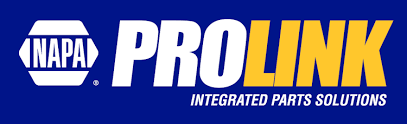 NAPA
®
PROLINK
INTEGRATED PARTS SOLUTIONS